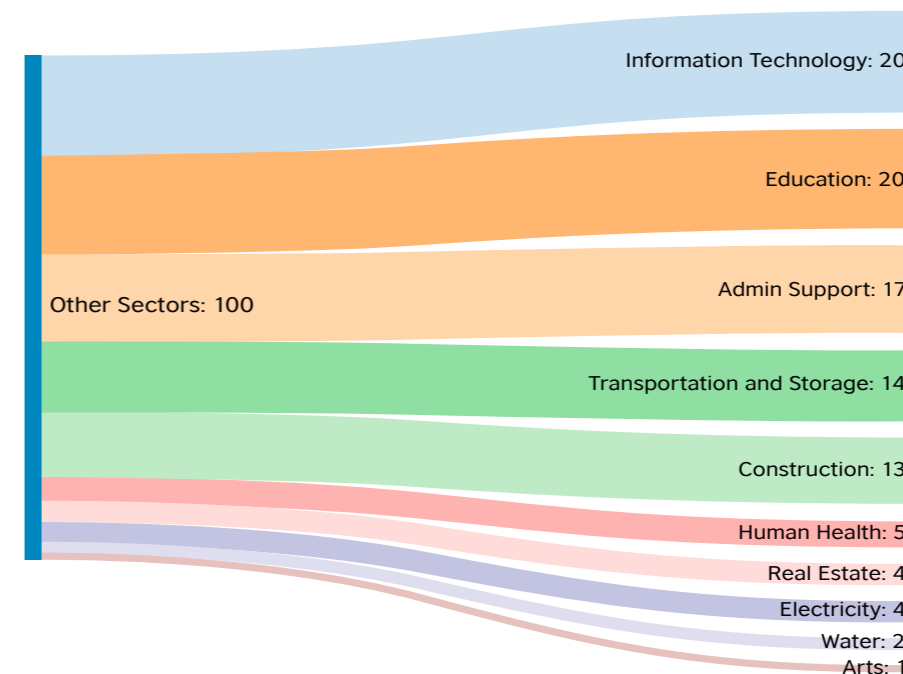 Information Technology: 20
Education: 20
Admin Support: 17
Other Sectors: 100
Transportation and Storage: 14
Construction: 13
Human Health: 5
Real Estate: 4
Electricity: 4
Water: 2
Arts: 1